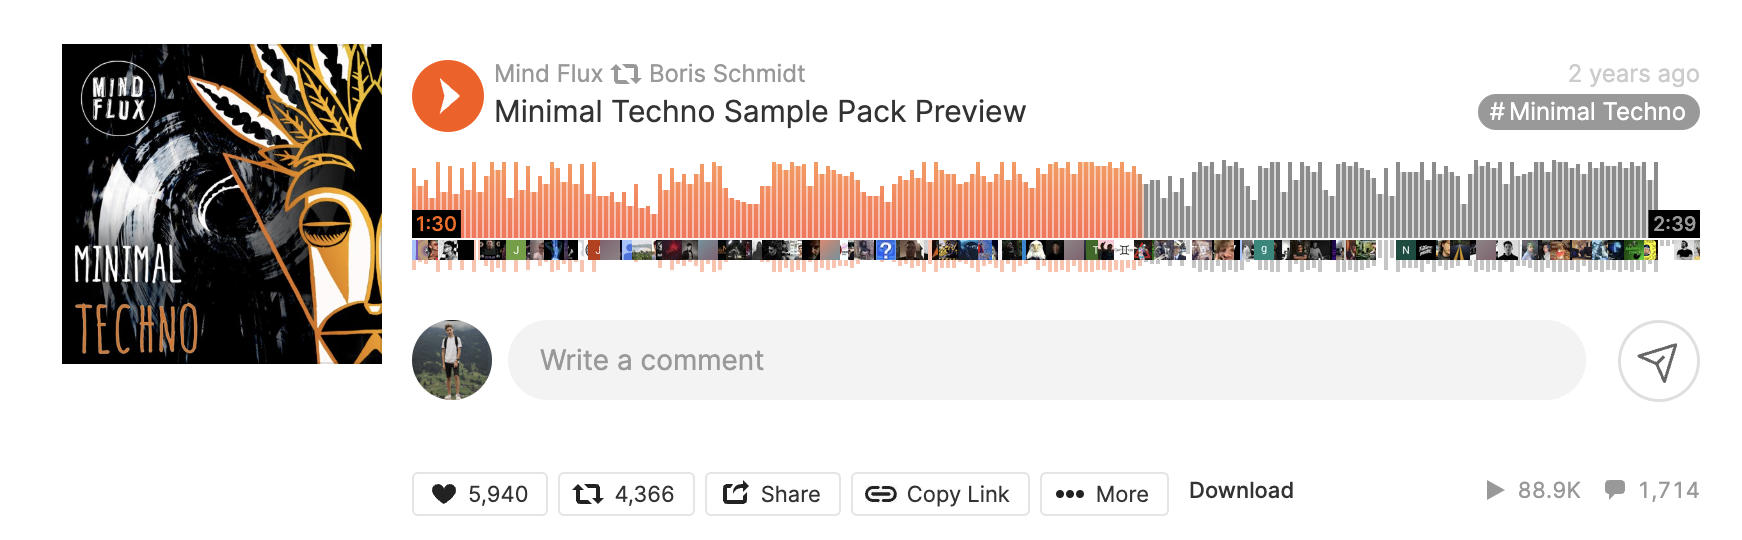 MIND
FLUX
MINIMAL
TECHNO
Mind Flux Boris Schmidt
2 years ago
Minimal Techno Sample Pack Preview
# Minimal Techno
1:30
2:39
J
J
?
T
g
N
Write a comment
5,940
4,366
Share
Copy Link
More
Download
88.9K
1,714